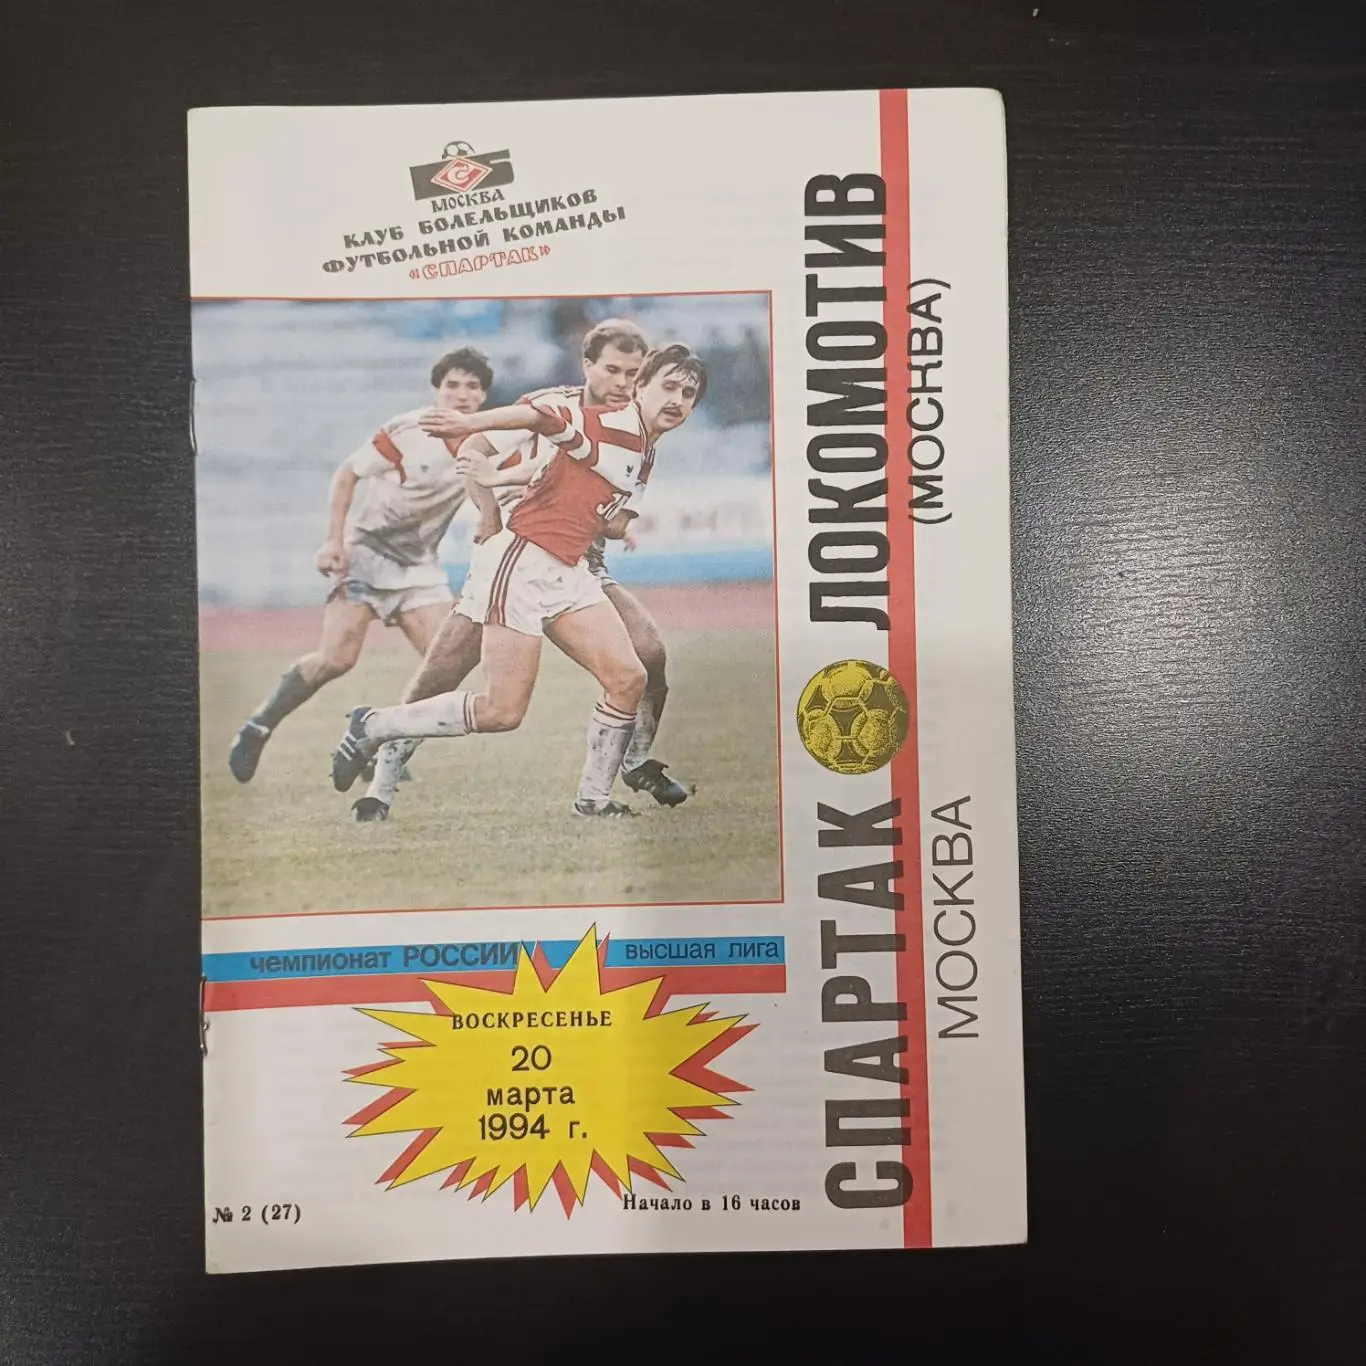 МОСКВА
КЛУБ БОЛЕЛЬЩИКОВ
ФУТБОЛЬНОЙ КОМАНДЫ
«СПАРТАК»
СПАРТАК ЛОКОМОТИВ
МОСКВА (МОСКВА)
чемпионат РОССИИ высшая лига
ВОСКРЕСЕНЬЕ
20
марта
1994 г.
№ 2 (27)
Начало в 16 часов